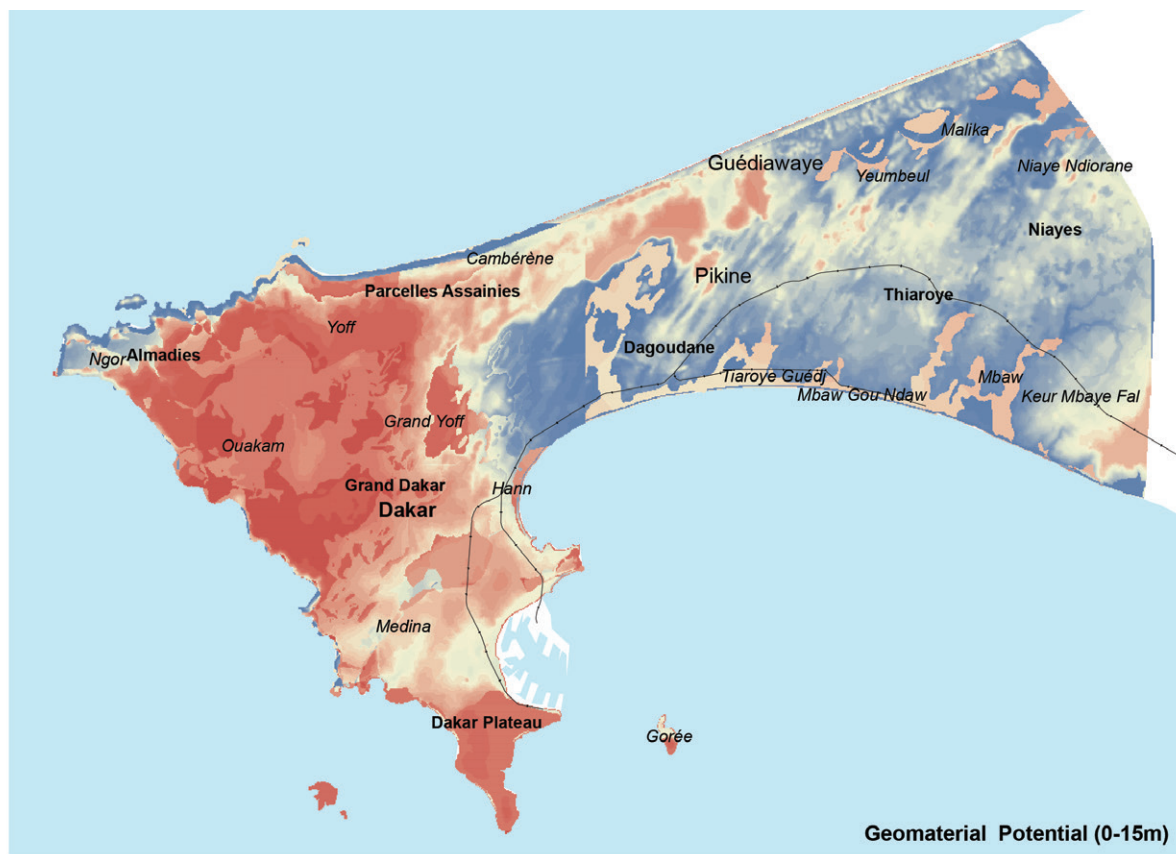 Malika
Guédiawaye
Niaye Ndiorane
Yeumbeul
Niayes
Cambérène
Pikine
Parcelles Assainies
Thiaroye
Yoff
Dagoudane
Ngor
Almadies
Tiaroye Guédj
Mbaw
Mbaw Gou Ndaw
Keur Mbaye Fal
Grand Yoff
Ouakam
Grand Dakar
Hann
Dakar
Medina
Dakar Plateau
Gorée
Geomaterial Potential (0-15m)